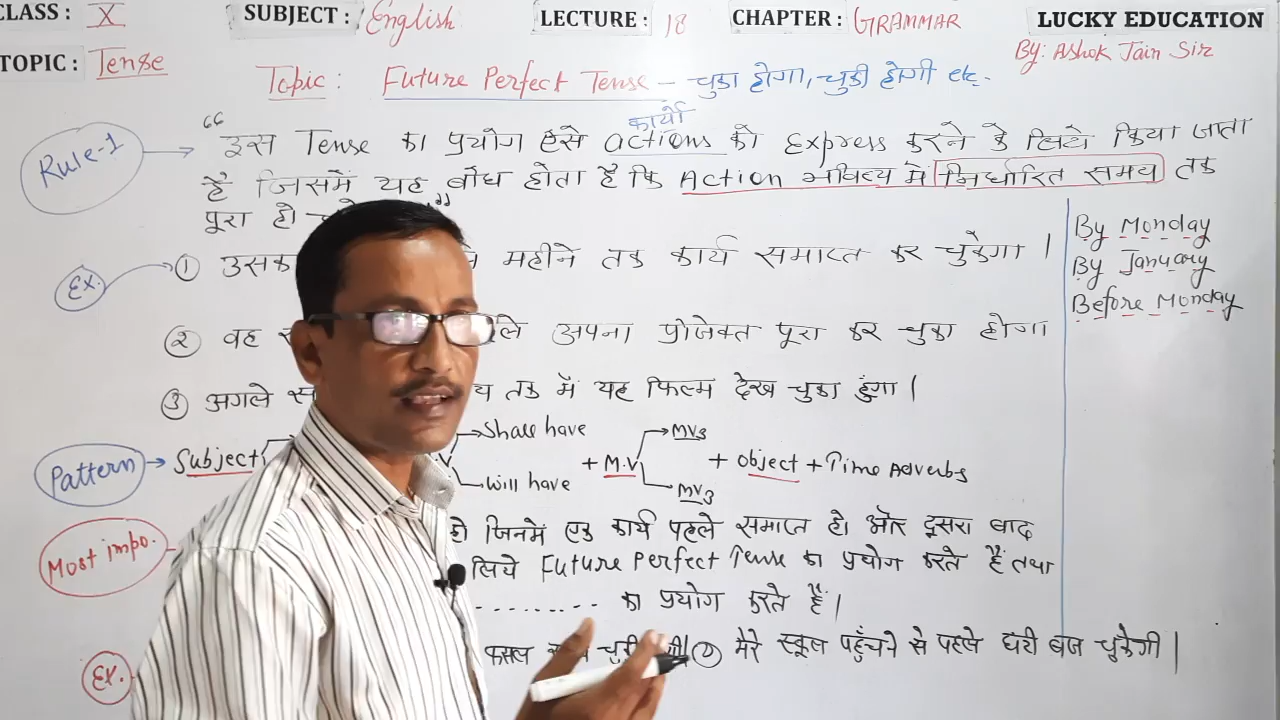 CLASS : X SUBJECT : English LECTURE : 18 CHAPTER : GRAMMAR LUCKY EDUCATION
By: Ashok Jain Sir
TOPIC : Tense
Topic : Future Perfect Tense – चुका होगा, चुकी होगी etc.
कार्यो
Rule-1 → “इस Tense का प्रयोग ऐसे actions को Express करने के लिये किया जाता
है जिसमें यह बोध होता है कि Action भविष्य में निर्धारित समय तक
पूरा हो
By Monday
By January
Before Monday
Ex. → ① महीने तक कार्य समाप्त कर चुकेगा |
② वह अपना प्रोजेक्ट पूरा कर चुका होगा
③ अगले तक मैं यह फिल्म देख चुका हुंगा |
Shall have MV3
Pattern → Subject + M.V + Object + Time Adverbs
will have MV3
Most impo. जिनमें एक कार्य पहले समाप्त हो और दूसरा बाद
लिये Future Perfect Tense का प्रयोग करते हैं तथा
--------- का प्रयोग करते हैं |
Ex. फसल मेरे स्कूल पहुँचने से पहले घंटी बज चुकेगी |